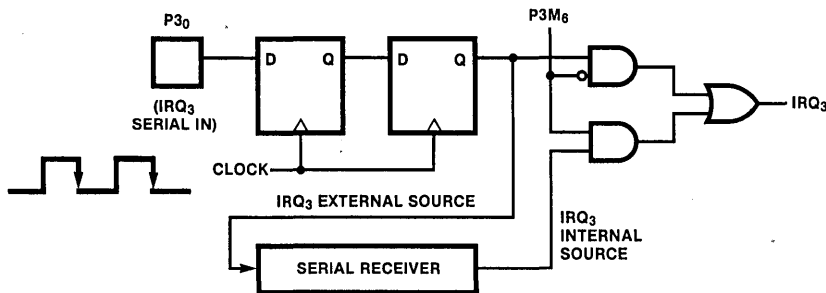 P3₀
P3M₆
D Q
D Q
(IRQ₃
SERIAL IN)
IRQ₃
CLOCK
IRQ₃ EXTERNAL SOURCE
IRQ₃
INTERNAL
SOURCE
SERIAL RECEIVER